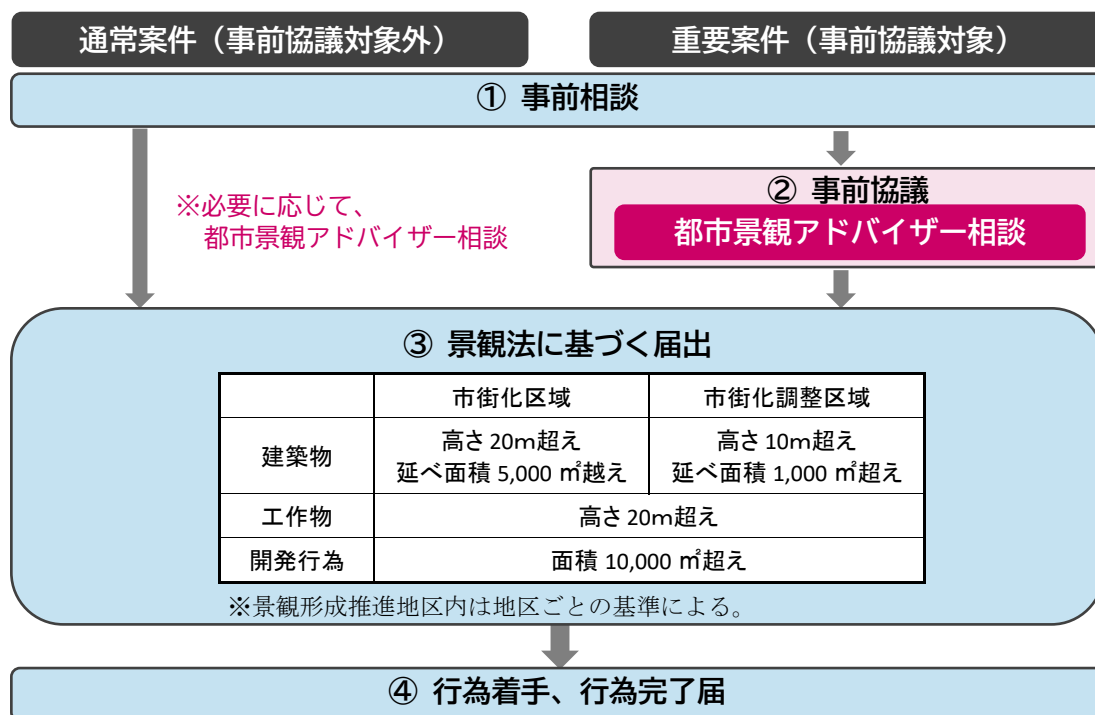 通常案件（事前協議対象外）
重要案件（事前協議対象）
① 事前相談
※必要に応じて、
都市景観アドバイザー相談
② 事前協議
都市景観アドバイザー相談
③ 景観法に基づく届出
市街化区域
市街化調整区域
建築物
高さ 20ｍ超え
延べ面積 5,000 ㎡越え
高さ 10ｍ超え
延べ面積 1,000 ㎡超え
工作物
高さ 20ｍ超え
開発行為
面積 10,000 ㎡超え
※景観形成推進地区内は地区ごとの基準による。
④ 行為着手、行為完了届